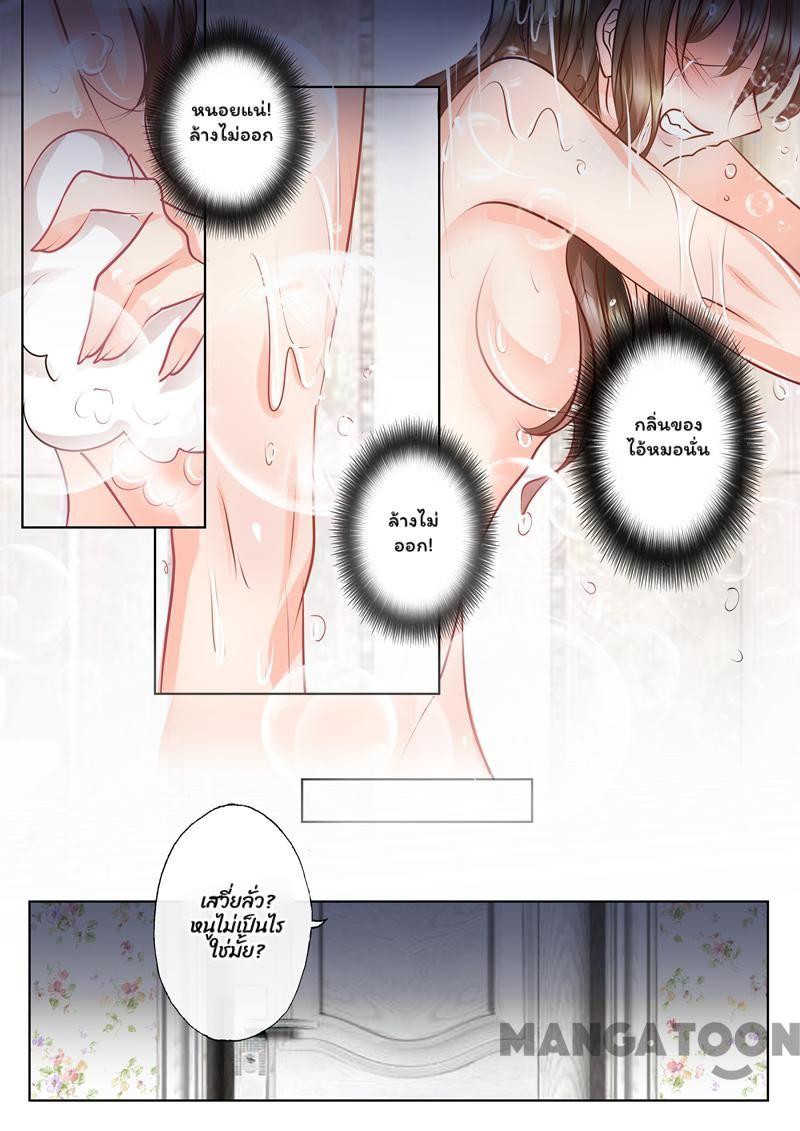 หนอยแน่!
ล้างไม่ออก
กลิ่นของ
ไอ้หมอนั่น
ล้างไม่
ออก!
เสวี่ยลั่ว?
หนูไม่เป็นไร
ใช่มั้ย?
MANGATOON